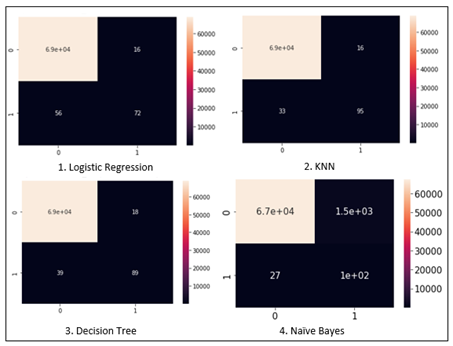 70000
60000
0 6.9e+04 16 50000
40000
30000
1 56 72 20000
10000
0 1
1. Logistic Regression
60000
0 6.9e+04 16 50000
40000
30000
1 33 95 20000
10000
0 1
2. KNN
60000
0 6.9e+04 18 50000
40000
30000
1 39 89 20000
10000
0 1
3. Decision Tree
60000
0 6.7e+04 1.5e+03 50000
40000
30000
1 27 1e+02 20000
10000
0 1
4. Naïve Bayes